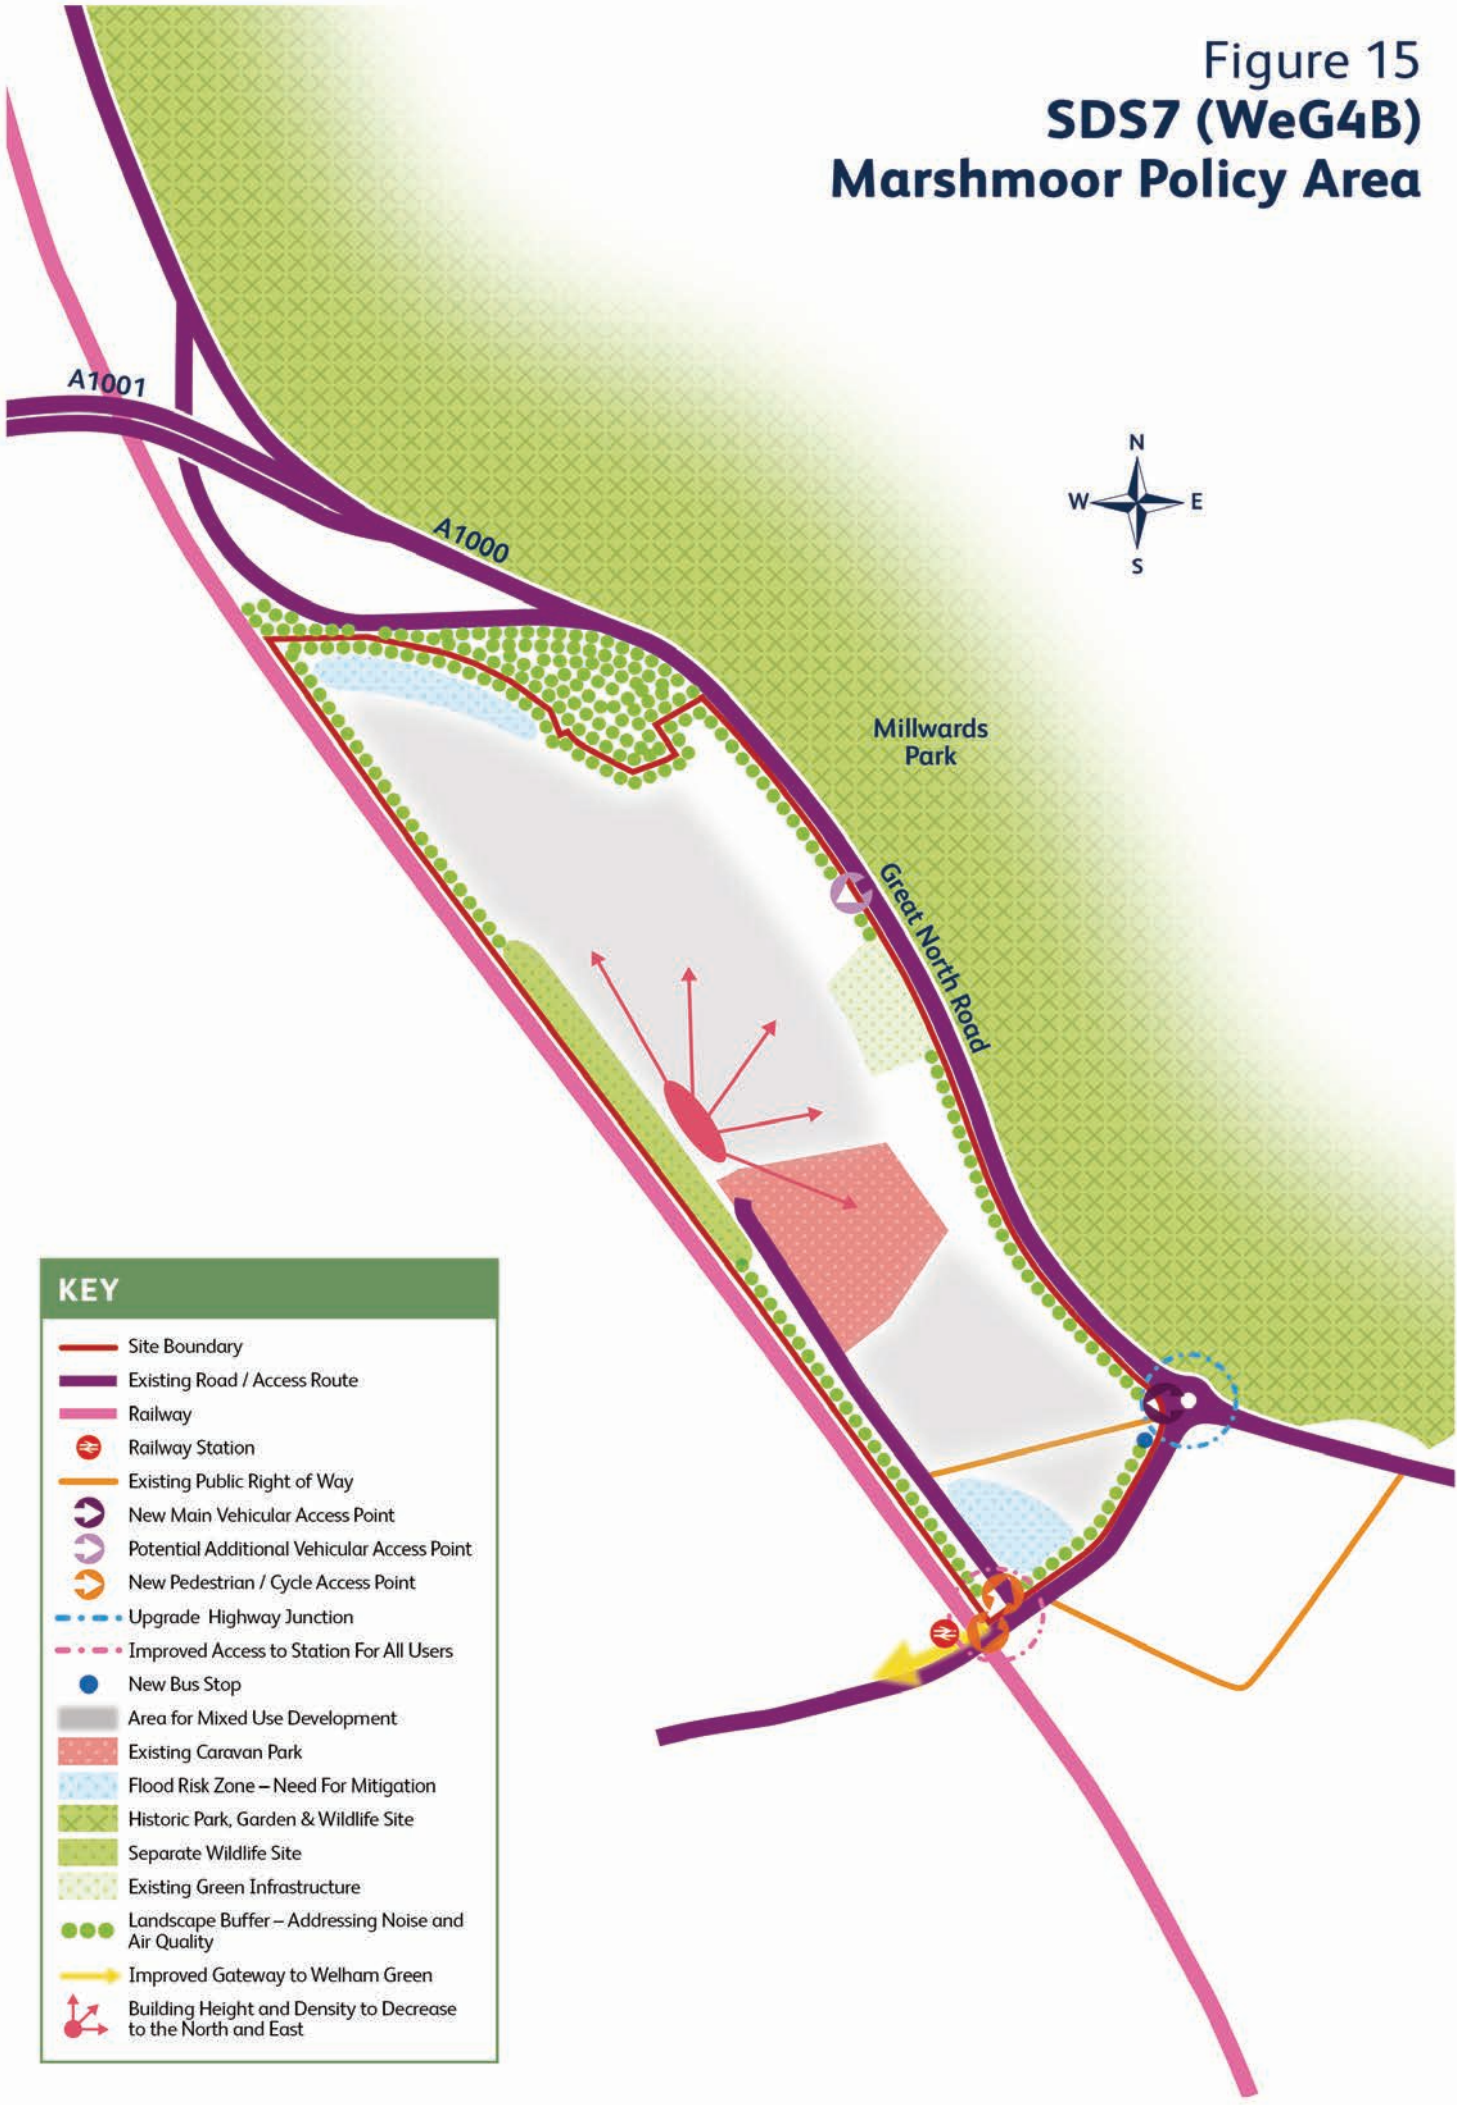 Figure 15
SDS7 (WeG4B)
Marshmoor Policy Area
A1001
N
W
E
S
A1000
Millwards
Park
Great North Road
KEY
Site Boundary
Existing Road / Access Route
Railway
Railway Station
Existing Public Right of Way
New Main Vehicular Access Point
Potential Additional Vehicular Access Point
New Pedestrian / Cycle Access Point
Upgrade Highway Junction
Improved Access to Station For All Users
New Bus Stop
Area for Mixed Use Development
Existing Caravan Park
Flood Risk Zone – Need For Mitigation
Historic Park, Garden & Wildlife Site
Separate Wildlife Site
Existing Green Infrastructure
Landscape Buffer – Addressing Noise and
Air Quality
Improved Gateway to Welham Green
Building Height and Density to Decrease
to the North and East